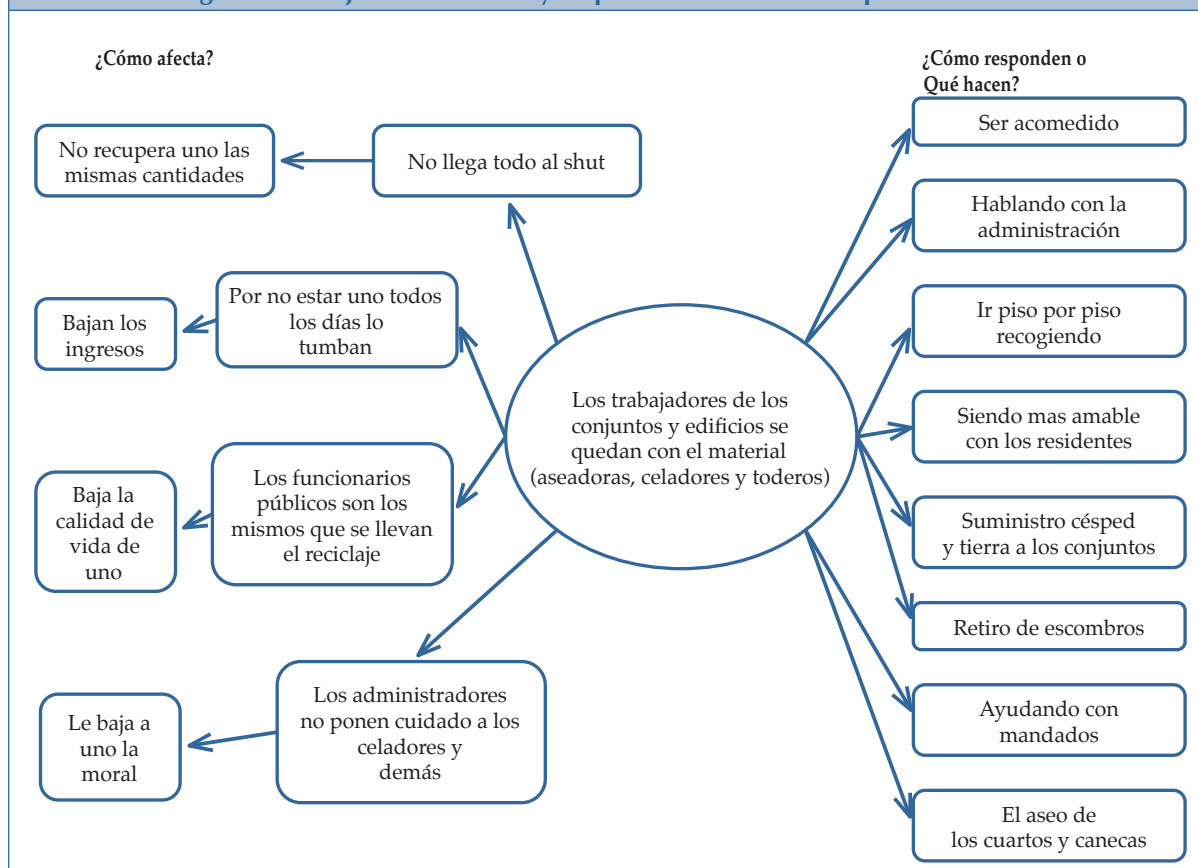 ¿Cómo afecta?
No recupera uno las
mismas cantidades
No llega todo al shut
Bajan los
ingresos
Por no estar uno todos
los días lo
tumban
Baja la
calidad de
vida de
uno
Los funcionarios
públicos son los
mismos que se llevan
el reciclaje
Le baja a
uno la
moral
Los administradores
no ponen cuidado a los
celadores y
demás
Los trabajadores de los
conjuntos y edificios se
quedan con el material
(aseadoras, celadores y toderos)
¿Cómo responden o
Qué hacen?
Ser acomedido
Hablando con la
administración
Ir piso por piso
recogiendo
Siendo mas amable
con los residentes
Suministro césped
y tierra a los conjuntos
Retiro de escombros
Ayudando con
mandados
El aseo de
los cuartos y canecas